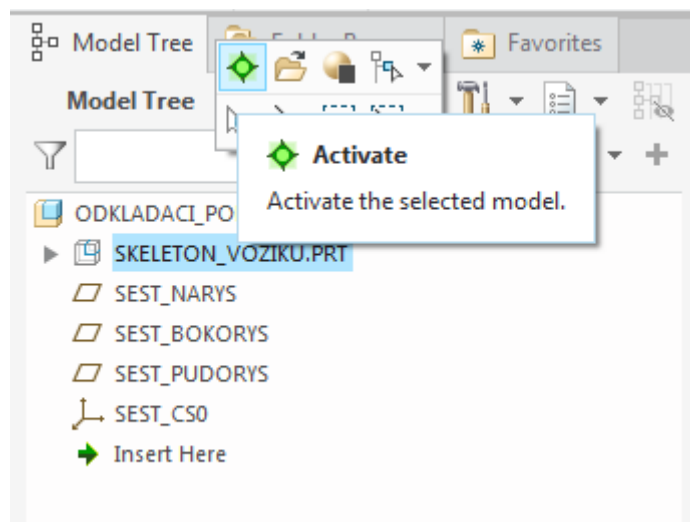 Model Tree
Favorites
Model Tree
Activate
Activate the selected model.
ODKLADACI_PO
SKELETON_VOZIKU.PRT
SEST_NARYS
SEST_BOKORYS
SEST_PUDORYS
SEST_CS0
Insert Here